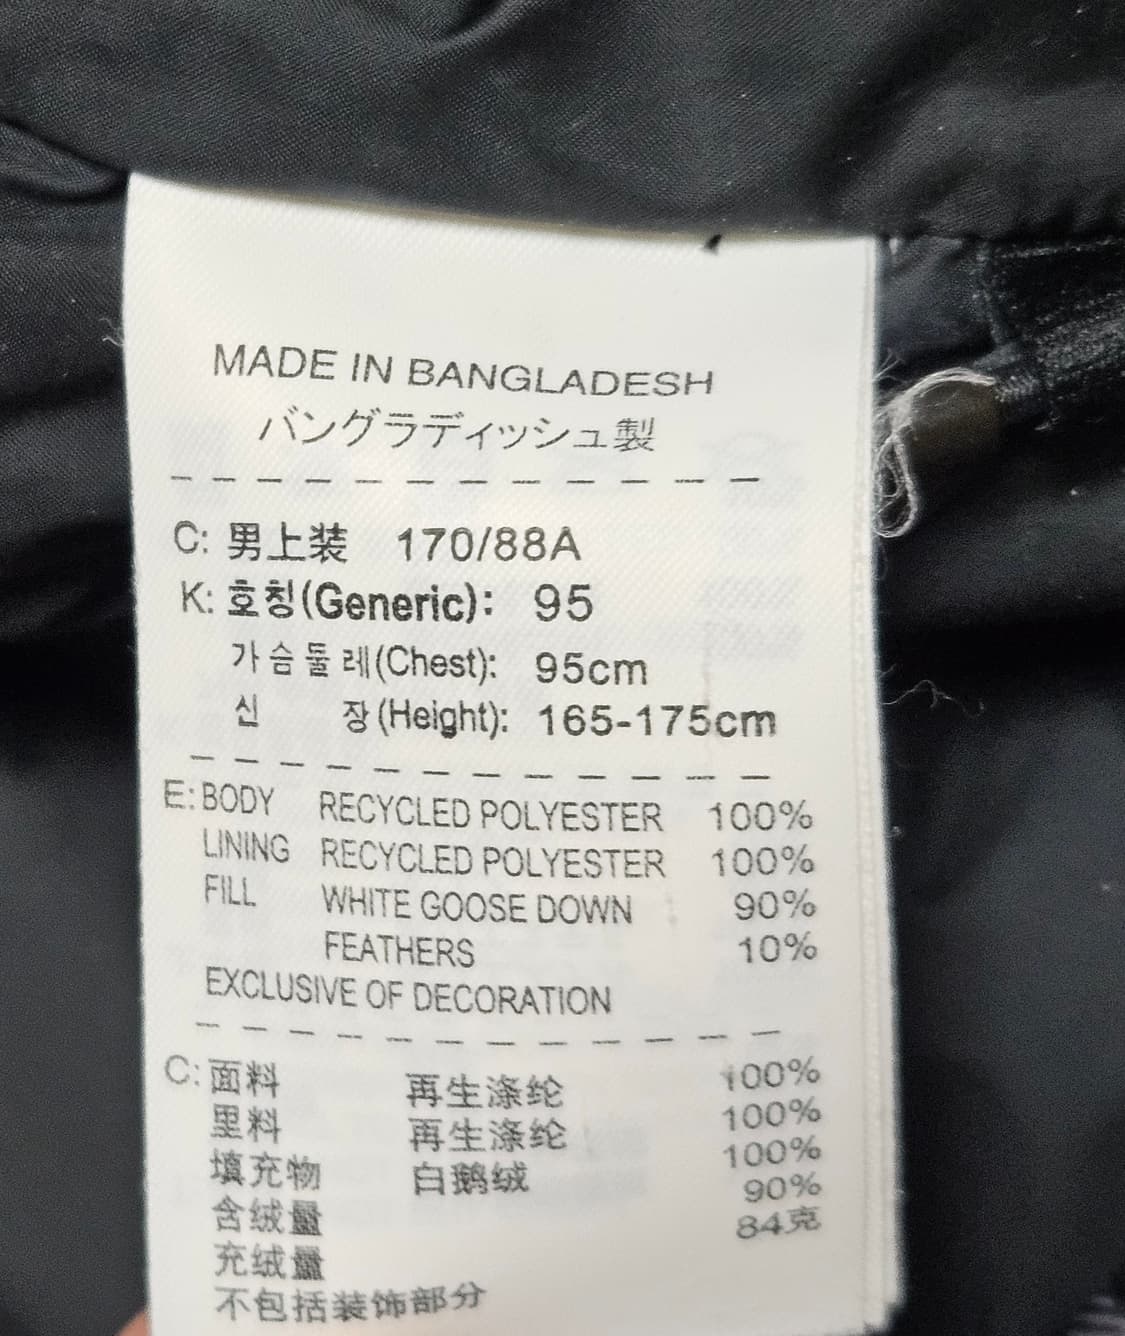 MADE IN BANGLADESH
バングラディッシュ製
C: 男上装 170/88A
K: 호칭(Generic): 95
가슴둘레(Chest): 95cm
신 장(Height): 165-175cm
E: BODY RECYCLED POLYESTER 100%
LINING RECYCLED POLYESTER 100%
FILL WHITE GOOSE DOWN 90%
FEATHERS 10%
EXCLUSIVE OF DECORATION
C: 面料 再生涤纶 100%
里料 再生涤纶 100%
填充物 白鹅绒 100%
含绒量 90%
充绒量 84克
不包括装饰部分